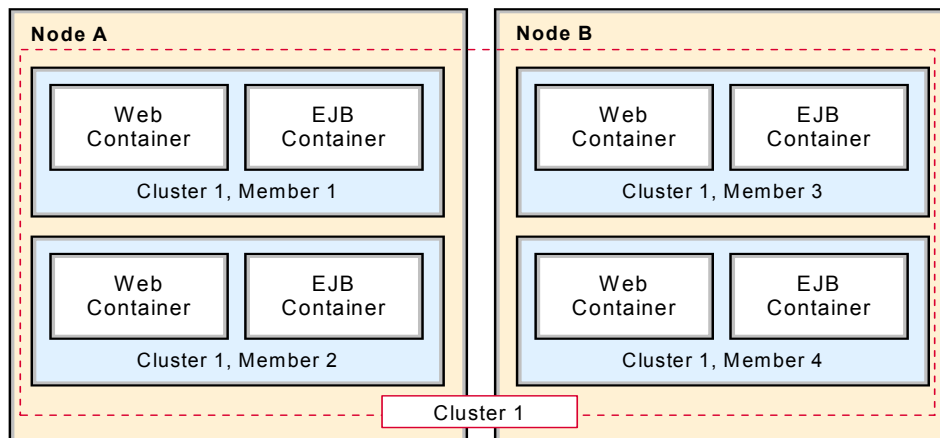 Node A
Web
Container
EJB
Container
Cluster 1, Member 1
Web
Container
EJB
Container
Cluster 1, Member 2
Node B
Web
Container
EJB
Container
Cluster 1, Member 3
Web
Container
EJB
Container
Cluster 1, Member 4
Cluster 1